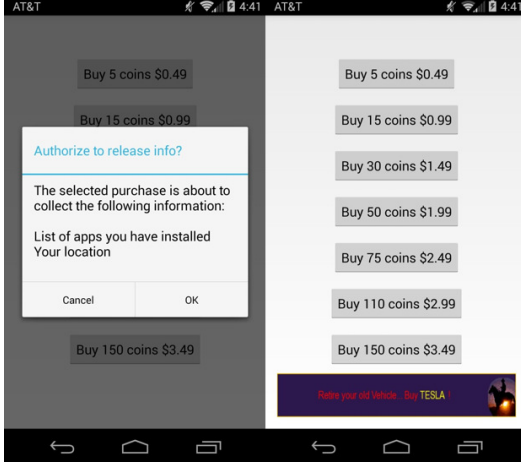 AT&T 4:41
Buy 5 coins $0.49
Buy 15 coins $0.99
Authorize to release info?
The selected purchase is about to
collect the following information:
List of apps you have installed
Your location
Cancel OK
Buy 150 coins $3.49
AT&T 4:41
Buy 5 coins $0.49
Buy 15 coins $0.99
Buy 30 coins $1.49
Buy 50 coins $1.99
Buy 75 coins $2.49
Buy 110 coins $2.99
Buy 150 coins $3.49
Retire your old Vehicle... Buy TESLA !